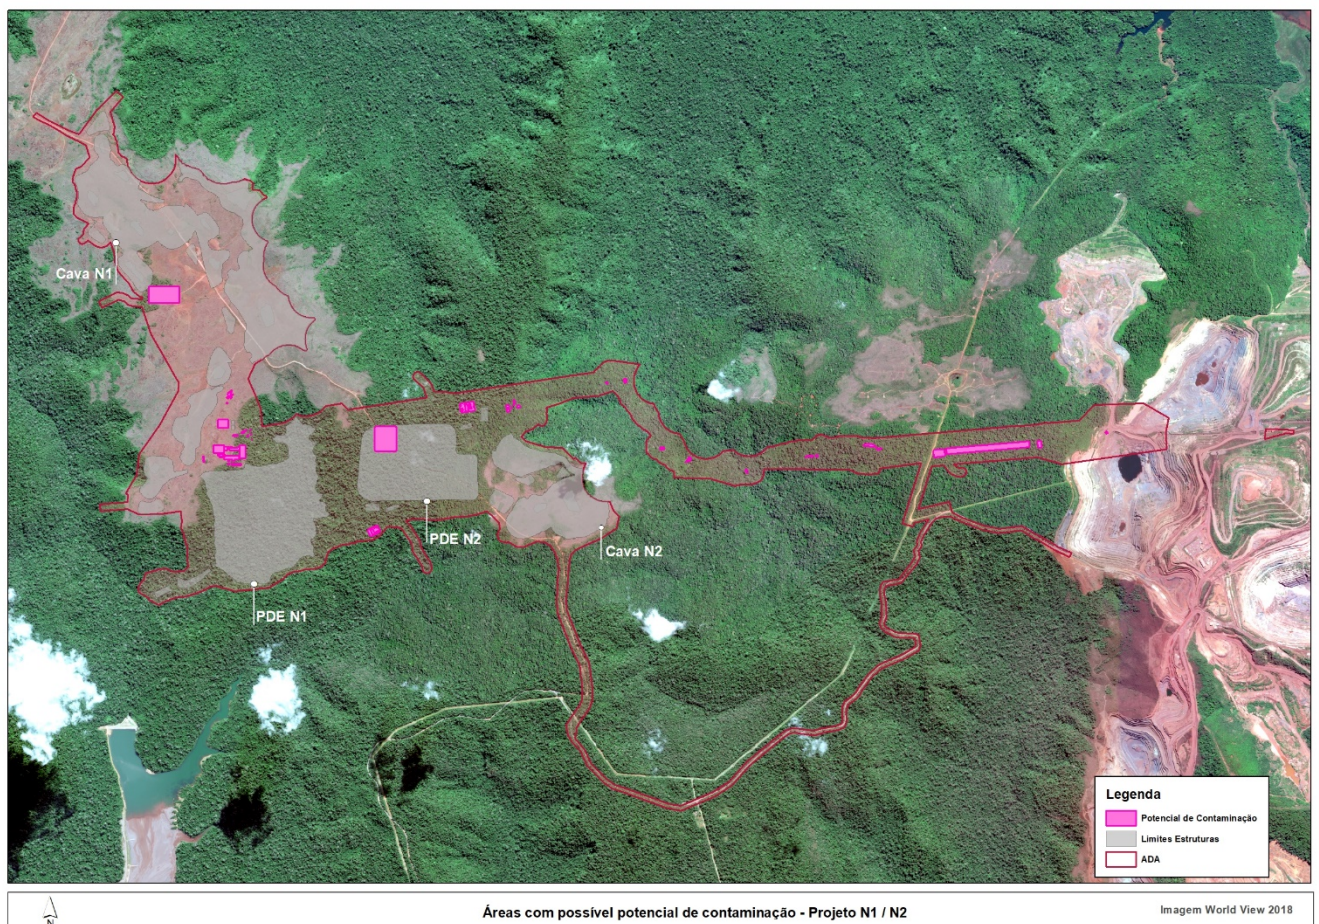 Cava N1
PDE N2
Cava N2
PDE N1
Legenda
Potencial de Contaminação
Limites Estruturas
ADA
N
Áreas com possível potencial de contaminação - Projeto N1 / N2
Imagem World View 2018